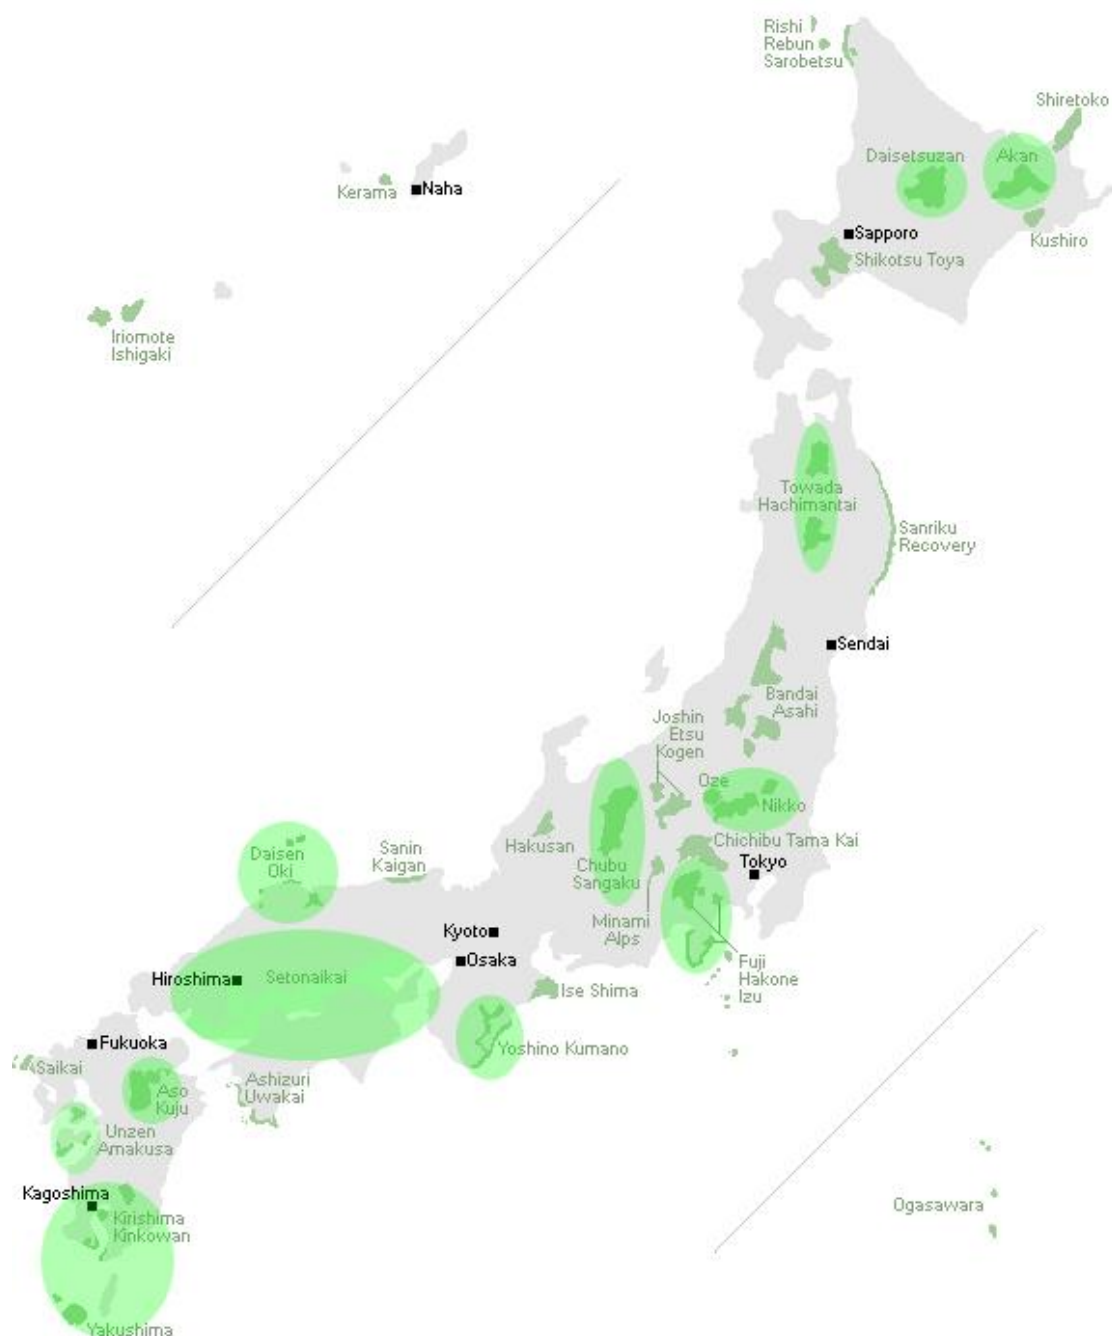 Rishi
Rebun
Sarobetsu
Shiretoko
Daisetsuzan
Akan
Kerama
Naha
Sapporo
Kushiro
Shikotsu Toya
Iriomote
Ishigaki
Towada
Hachimantai
Sanriku
Recovery
Sendai
Bandai
Asahi
Joshin
Etsu
Kogen
Oze
Nikko
Hakusan
Chichibu Tama Kai
Sanin
Kaigan
Daisen
Oki
Chubu
Sangaku
Tokyo
Minami
Alps
Kyoto
Osaka
Fuji
Hakone
Izu
Hiroshima
Setonaikai
Ise Shima
Fukuoka
Yoshino Kumano
Saikai
Aso
Kuju
Ashizuri
Uwakai
Unzen
Amakusa
Kagoshima
Kirishima
Kinkowan
Ogasawara
Yakushima